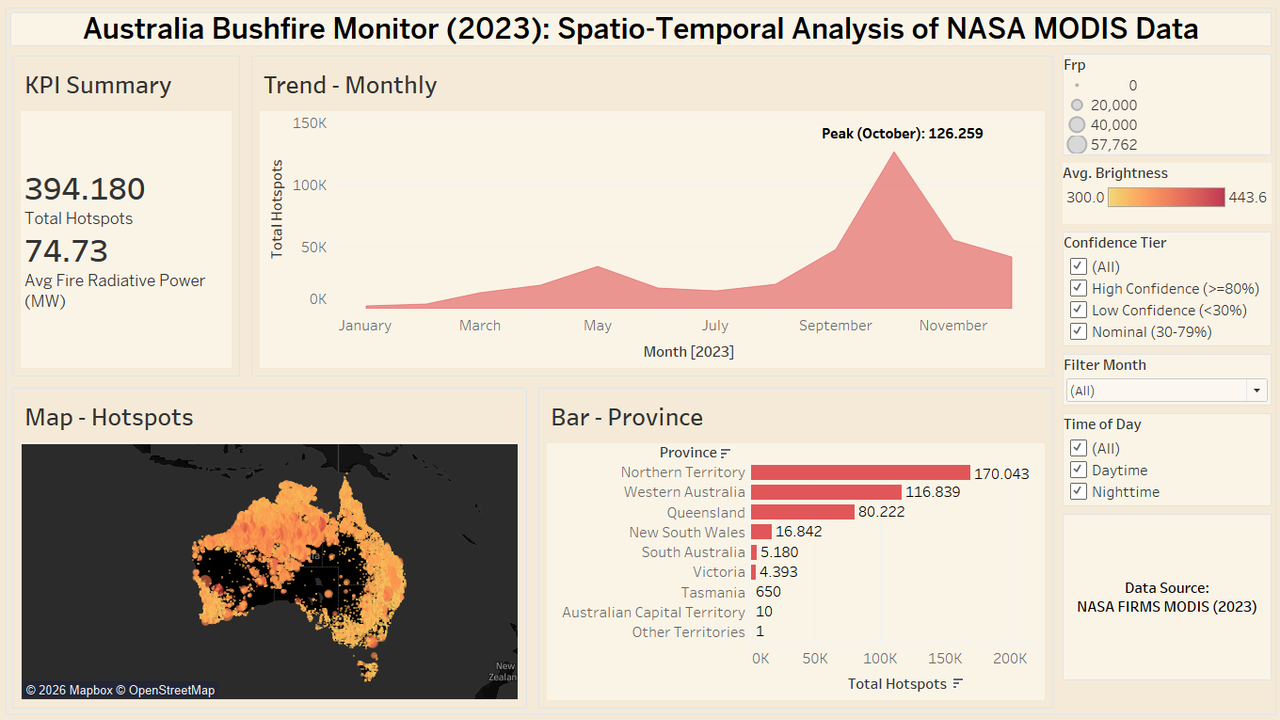 Australia Bushfire Monitor (2023): Spatio-Temporal Analysis of NASA MODIS Data
KPI Summary
394.180
Total Hotspots
74.73
Avg Fire Radiative Power
(MW)
Trend - Monthly
Total Hotspots
150K
100K
50K
0K
Peak (October): 126.259
January
March
May
July
September
November
Month [2023]
Map - Hotspots
New
Zealan
© 2026 Mapbox © OpenStreetMap
Bar - Province
Province
Northern Territory 170.043
Western Australia 116.839
Queensland 80.222
New South Wales 16.842
South Australia 5.180
Victoria 4.393
Tasmania 650
Australian Capital Territory 10
Other Territories 1
0K 50K 100K 150K 200K
Total Hotspots
Frp
0
20,000
40,000
57,762
Avg. Brightness
300.0 443.6
Confidence Tier
(All)
High Confidence (>=80%)
Low Confidence (<30%)
Nominal (30-79%)
Filter Month
(All)
Time of Day
(All)
Daytime
Nighttime
Data Source:
NASA FIRMS MODIS (2023)